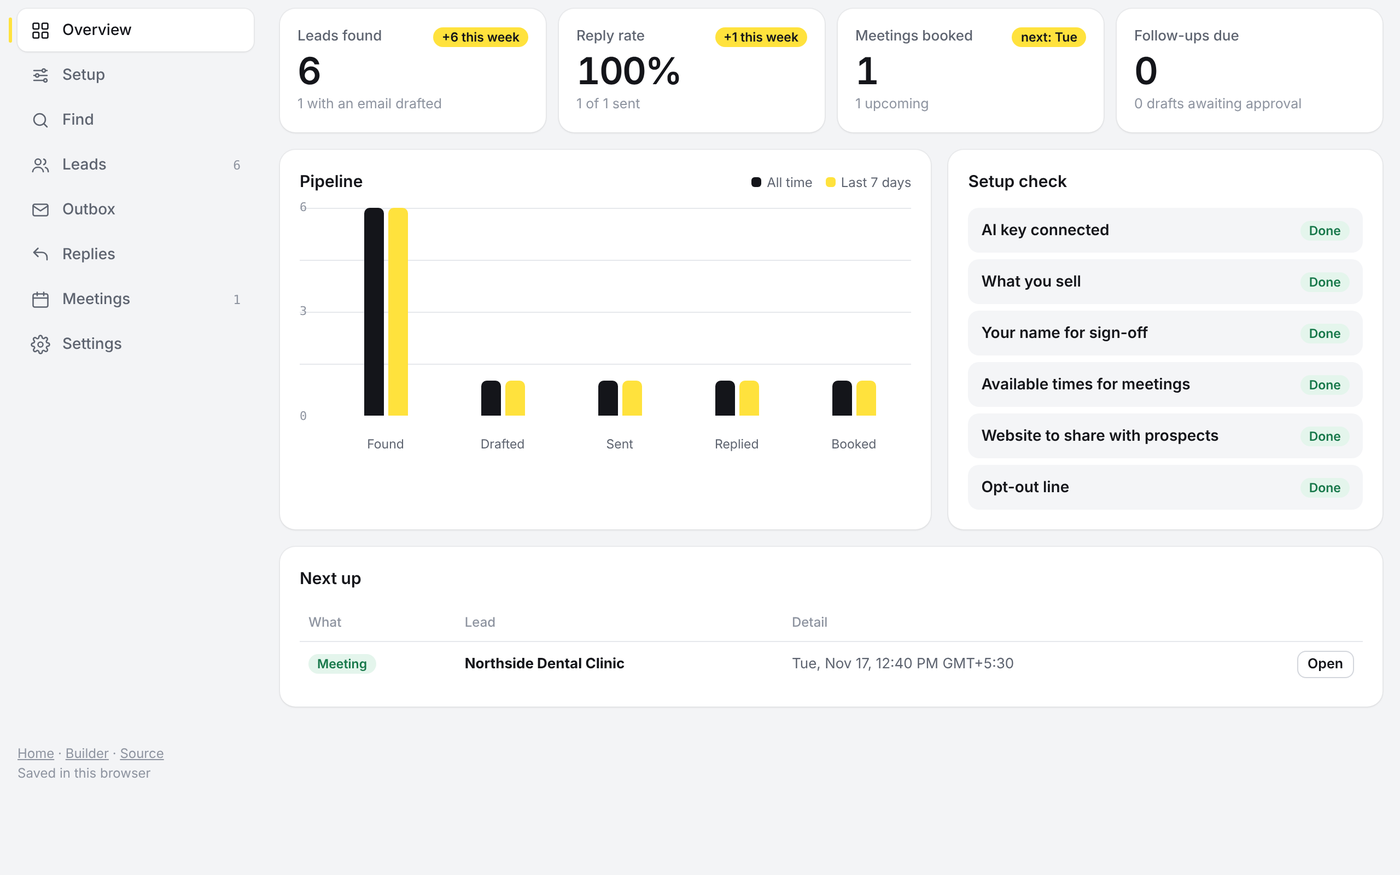 Overview
Setup
Find
Leads 6
Outbox
Replies
Meetings 1
Settings
Home · Builder · Source
Saved in this browser
Leads found +6 this week
6
1 with an email drafted
Reply rate +1 this week
100%
1 of 1 sent
Meetings booked next: Tue
1
1 upcoming
Follow-ups due
0
0 drafts awaiting approval
Pipeline All time Last 7 days
6
3
0
Found Drafted Sent Replied Booked
Setup check
AI key connected Done
What you sell Done
Your name for sign-off Done
Available times for meetings Done
Website to share with prospects Done
Opt-out line Done
Next up
What Lead Detail
Meeting Northside Dental Clinic Tue, Nov 17, 12:40 PM GMT+5:30 Open